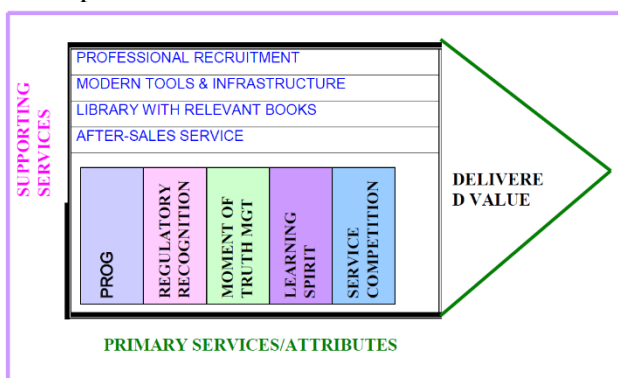 PROFESSIONAL RECRUITMENT
MODERN TOOLS & INFRASTRUCTURE
LIBRARY WITH RELEVANT BOOKS
AFTER-SALES SERVICE
SUPPORTING
SERVICES
PROG
REGULATORY
RECOGNITION
MOMENT OF
TRUTH MGT
LEARNING
SPIRIT
SERVICE
COMPETITION
DELIVERE
D VALUE
PRIMARY SERVICES/ATTRIBUTES